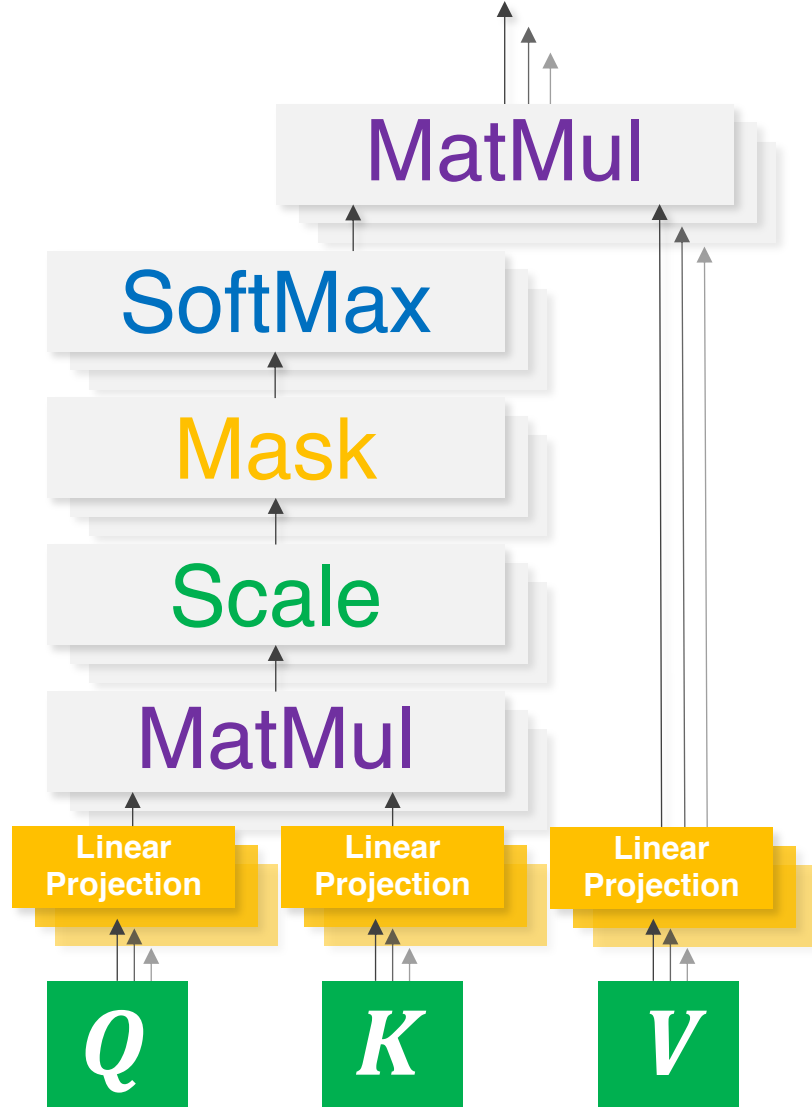 MatMul
SoftMax
Mask
Scale
MatMul
Linear
Projection
Linear
Projection
Linear
Projection
Q
K
V